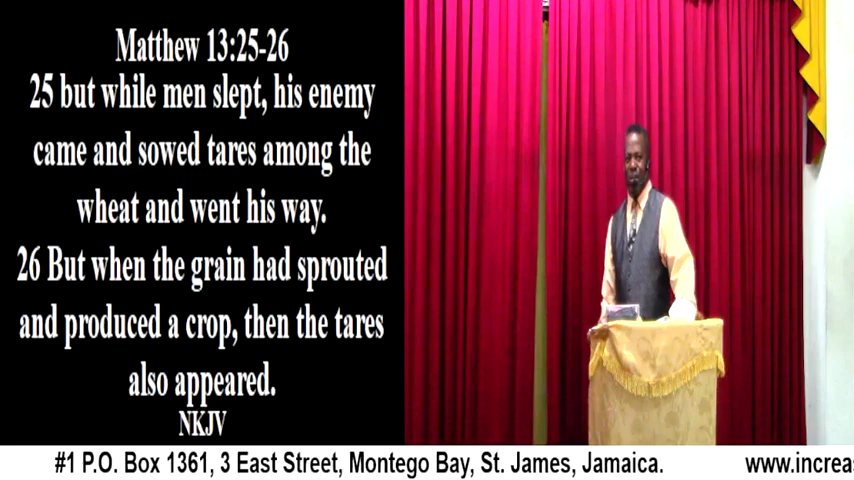 Matthew 13:25-26
25 but while men slept, his enemy
came and sowed tares among the
wheat and went his way.
26 But when the grain had sprouted
and produced a crop, then the tares
also appeared.
NKJV
#1 P.O. Box 1361, 3 East Street, Montego Bay, St. James, Jamaica. www.increa